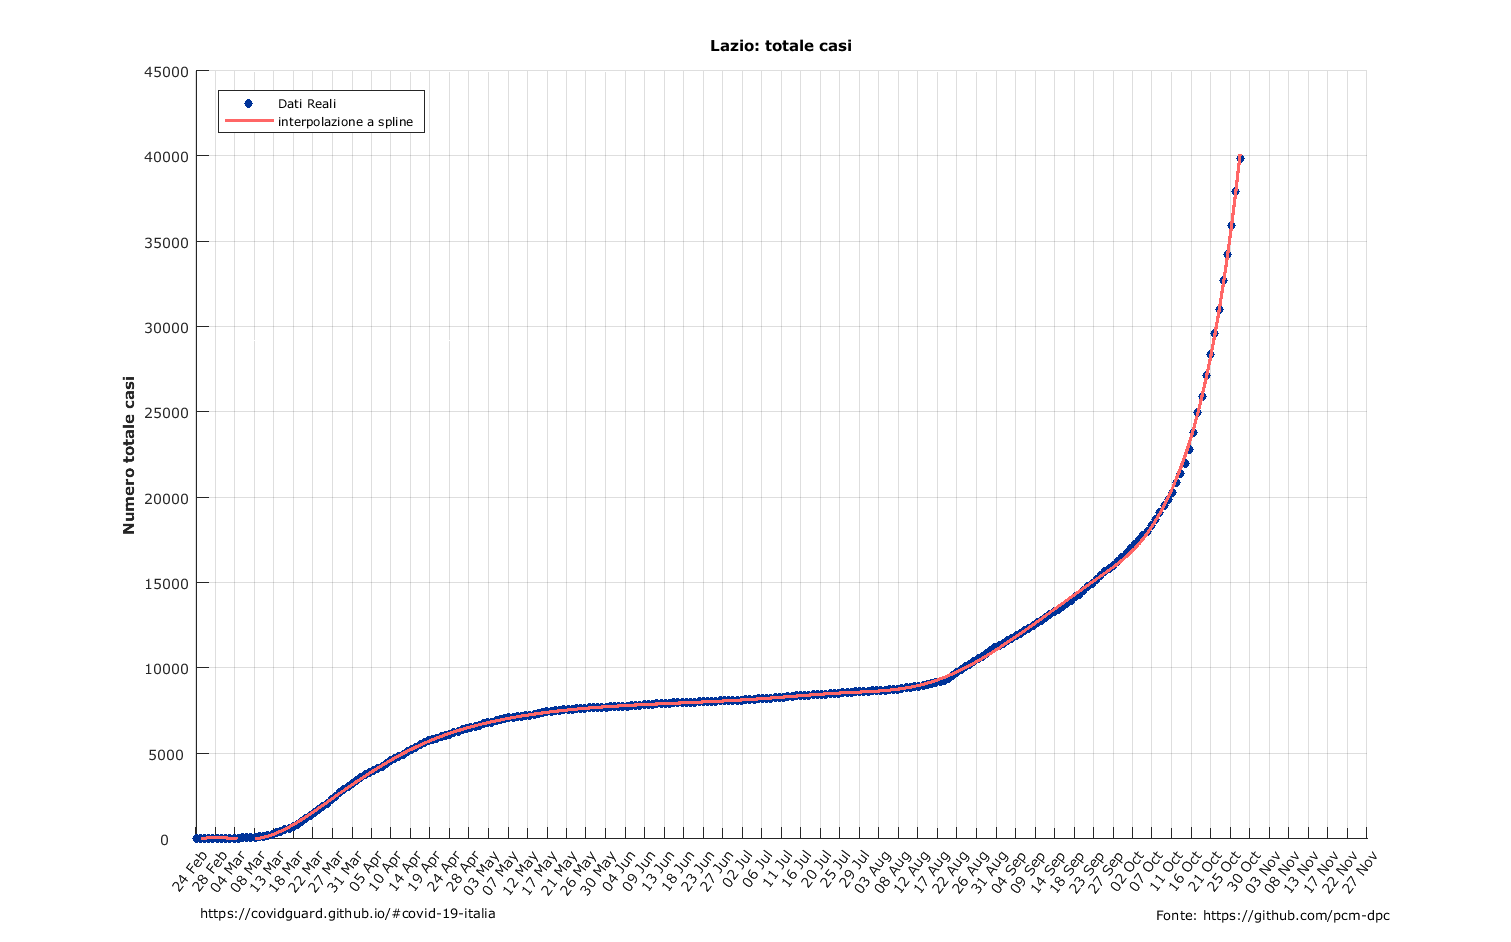 Lazio: totale casi
45000
40000
35000
30000
25000
20000
15000
10000
5000
0
Numero totale casi
Dati Reali
interpolazione a spline
24 Feb
28 Feb
04 Mar
08 Mar
13 Mar
18 Mar
22 Mar
27 Mar
31 Mar
05 Apr
10 Apr
14 Apr
19 Apr
24 Apr
28 Apr
03 May
07 May
12 May
17 May
21 May
26 May
30 May
04 Jun
09 Jun
13 Jun
18 Jun
23 Jun
27 Jun
02 Jul
06 Jul
11 Jul
16 Jul
20 Jul
25 Jul
29 Jul
03 Aug
08 Aug
12 Aug
17 Aug
22 Aug
26 Aug
31 Aug
04 Sep
09 Sep
14 Sep
18 Sep
23 Sep
27 Sep
02 Oct
07 Oct
11 Oct
16 Oct
21 Oct
25 Oct
30 Oct
03 Nov
08 Nov
13 Nov
17 Nov
22 Nov
27 Nov
https://covidguard.github.io/#covid-19-italia
Fonte: https://github.com/pcm-dpc